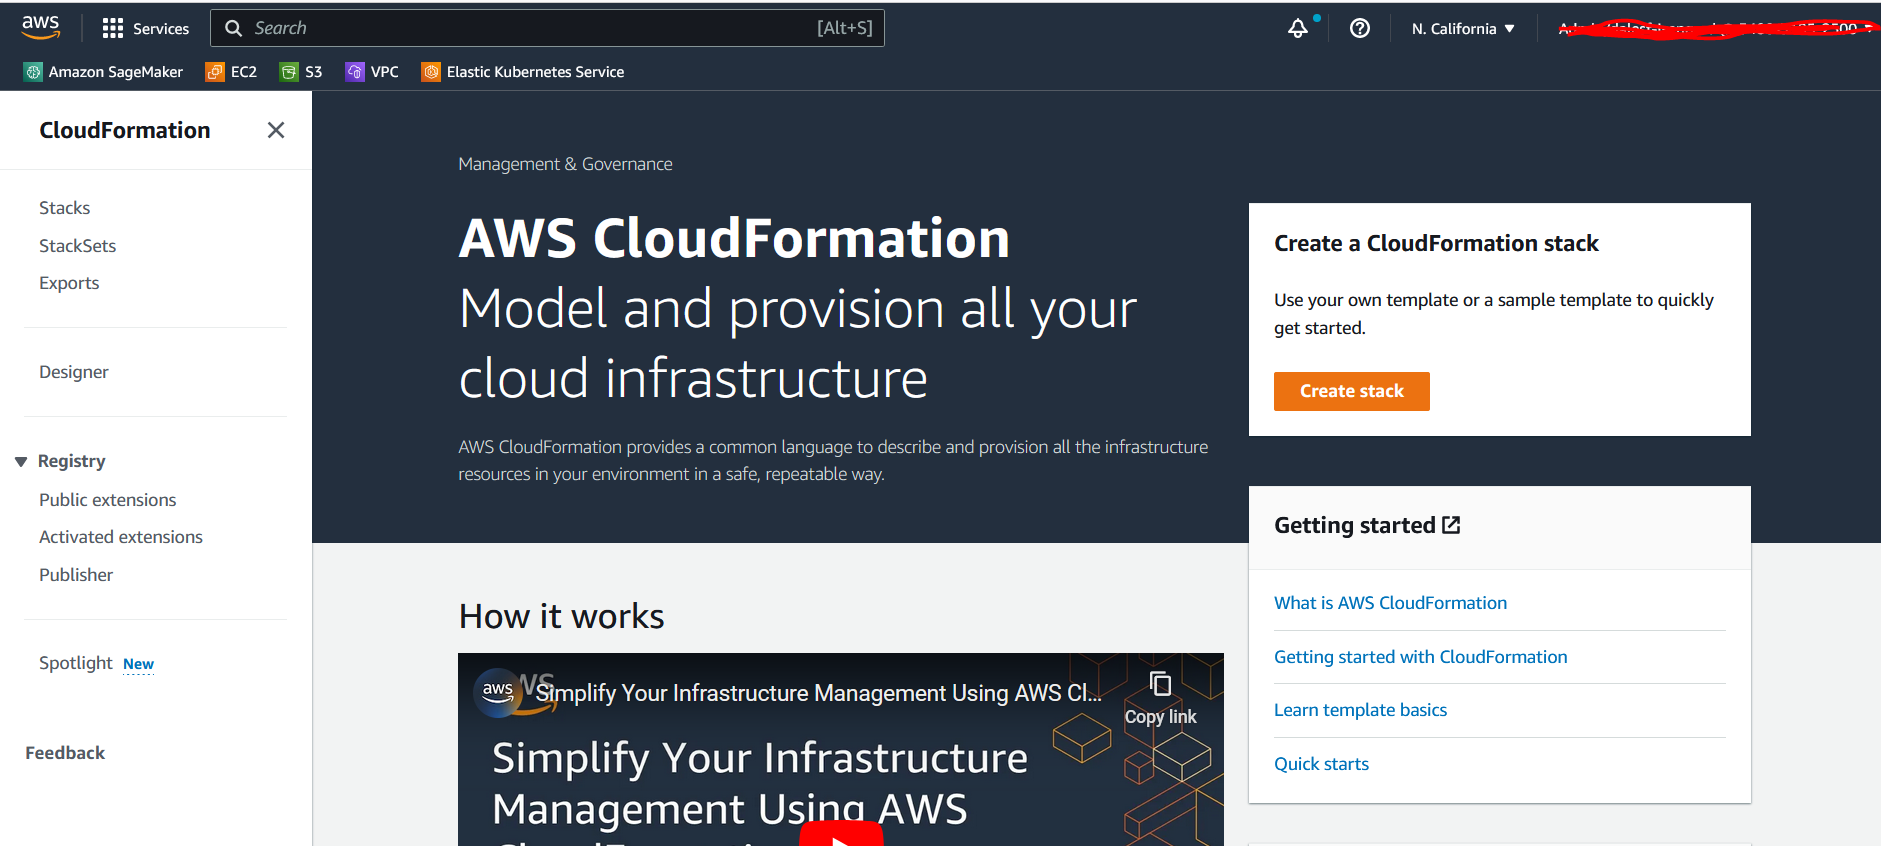 aws
Services
Search
[Alt+S]
N. California
Amazon SageMaker
EC2
S3
VPC
Elastic Kubernetes Service
CloudFormation
Stacks
StackSets
Exports
Designer
Registry
Public extensions
Activated extensions
Publisher
Spotlight New
Feedback
Management & Governance
AWS CloudFormation
Model and provision all your
cloud infrastructure
AWS CloudFormation provides a common language to describe and provision all the infrastructure
resources in your environment in a safe, repeatable way.
Create a CloudFormation stack
Use your own template or a sample template to quickly
get started.
Create stack
Getting started
What is AWS CloudFormation
Getting started with CloudFormation
Learn template basics
Quick starts
How it works
aws
Simplify Your Infrastructure Management Using AWS Cl...
Copy link
Simplify Your Infrastructure
Management Using AWS